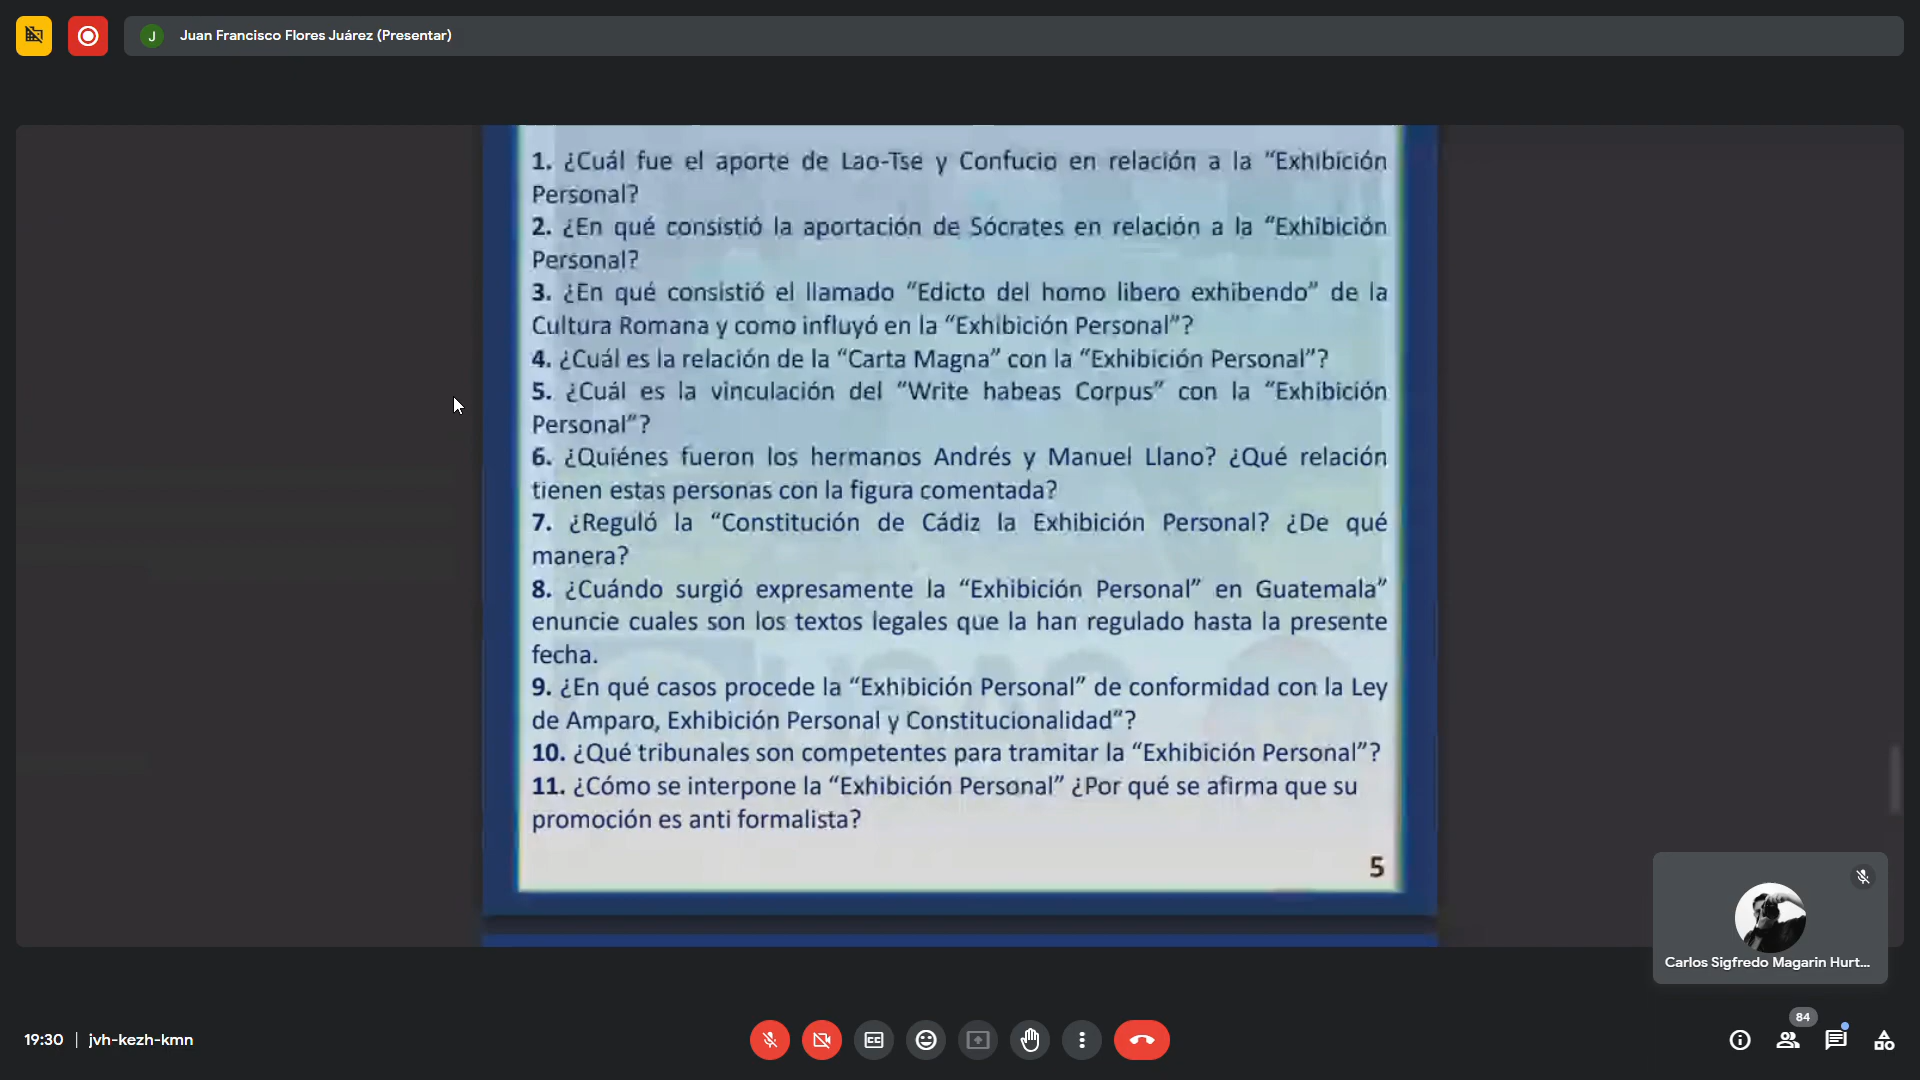 J Juan Francisco Flores Juárez (Presentar)
1. ¿Cuál fue el aporte de Lao-Tse y Confucio en relación a la “Exhibición
Personal?
2. ¿En qué consistió la aportación de Sócrates en relación a la “Exhibición
Personal?
3. ¿En qué consistió el llamado “Edicto del homo libero exhibendo” de la
Cultura Romana y como influyó en la “Exhibición Personal”?
4. ¿Cuál es la relación de la “Carta Magna” con la “Exhibición Personal”?
5. ¿Cuál es la vinculación del “Write habeas Corpus” con la “Exhibición
Personal”?
6. ¿Quiénes fueron los hermanos Andrés y Manuel Llano? ¿Qué relación
tienen estas personas con la figura comentada?
7. ¿Reguló la “Constitución de Cádiz la Exhibición Personal? ¿De qué
manera?
8. ¿Cuándo surgió expresamente la “Exhibición Personal” en Guatemala”
enuncie cuales son los textos legales que la han regulado hasta la presente
fecha.
9. ¿En qué casos procede la “Exhibición Personal” de conformidad con la Ley
de Amparo, Exhibición Personal y Constitucionalidad”?
10. ¿Qué tribunales son competentes para tramitar la “Exhibición Personal”?
11. ¿Cómo se interpone la “Exhibición Personal” ¿Por qué se afirma que su
promoción es anti formalista?
5
Carlos Sigfredo Magarin Hurt...
19:30 | jvh-kezh-kmn
84